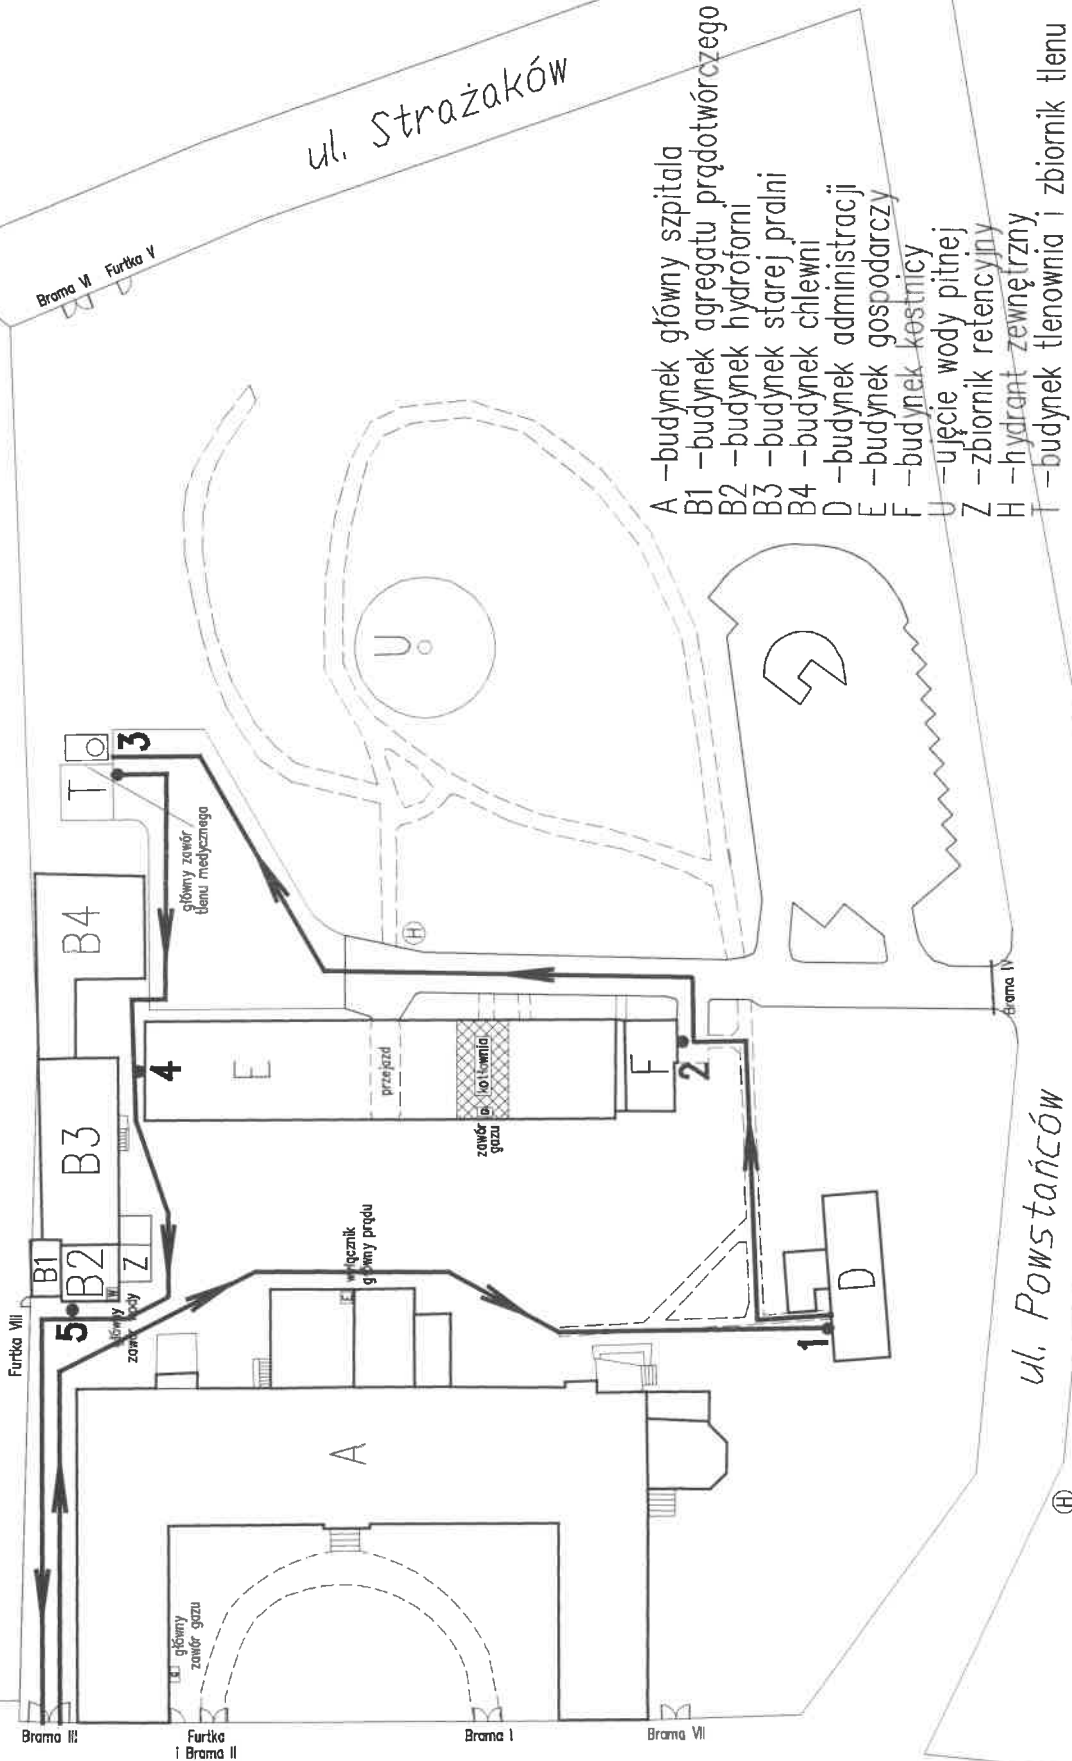 ul. Strażaków
Brama VI
Furtka V
A -budynek główny szpitala
B1 -budynek agregatu prądotwórczego
B2 -budynek hydroforni
B3 -budynek starej pralni
B4 -budynek chlewni
D -budynek administracji
E -budynek gospodarczy
F -budynek kostnicy
U -ujęcie wody pitnej
Z -zbiornik retencyjny
H -hydrant zewnętrzny
T -budynek tlenownia i zbiornik tlenu
U
G
3
T
główny zawór
tlenu medycznego
B4
H
4
E
przejazd
kotłownia
G
zawór
gazu
F
2
Brama IV
B3
B1
B2
Z
W
5
główny
zawór wody
Furtka VIII
wyłącznik
główny prądu
E
D
1
ul. Powstańców
H
A
główny
zawór gazu
G
Brama III
Furtka
i Brama II
Brama I
Brama VII